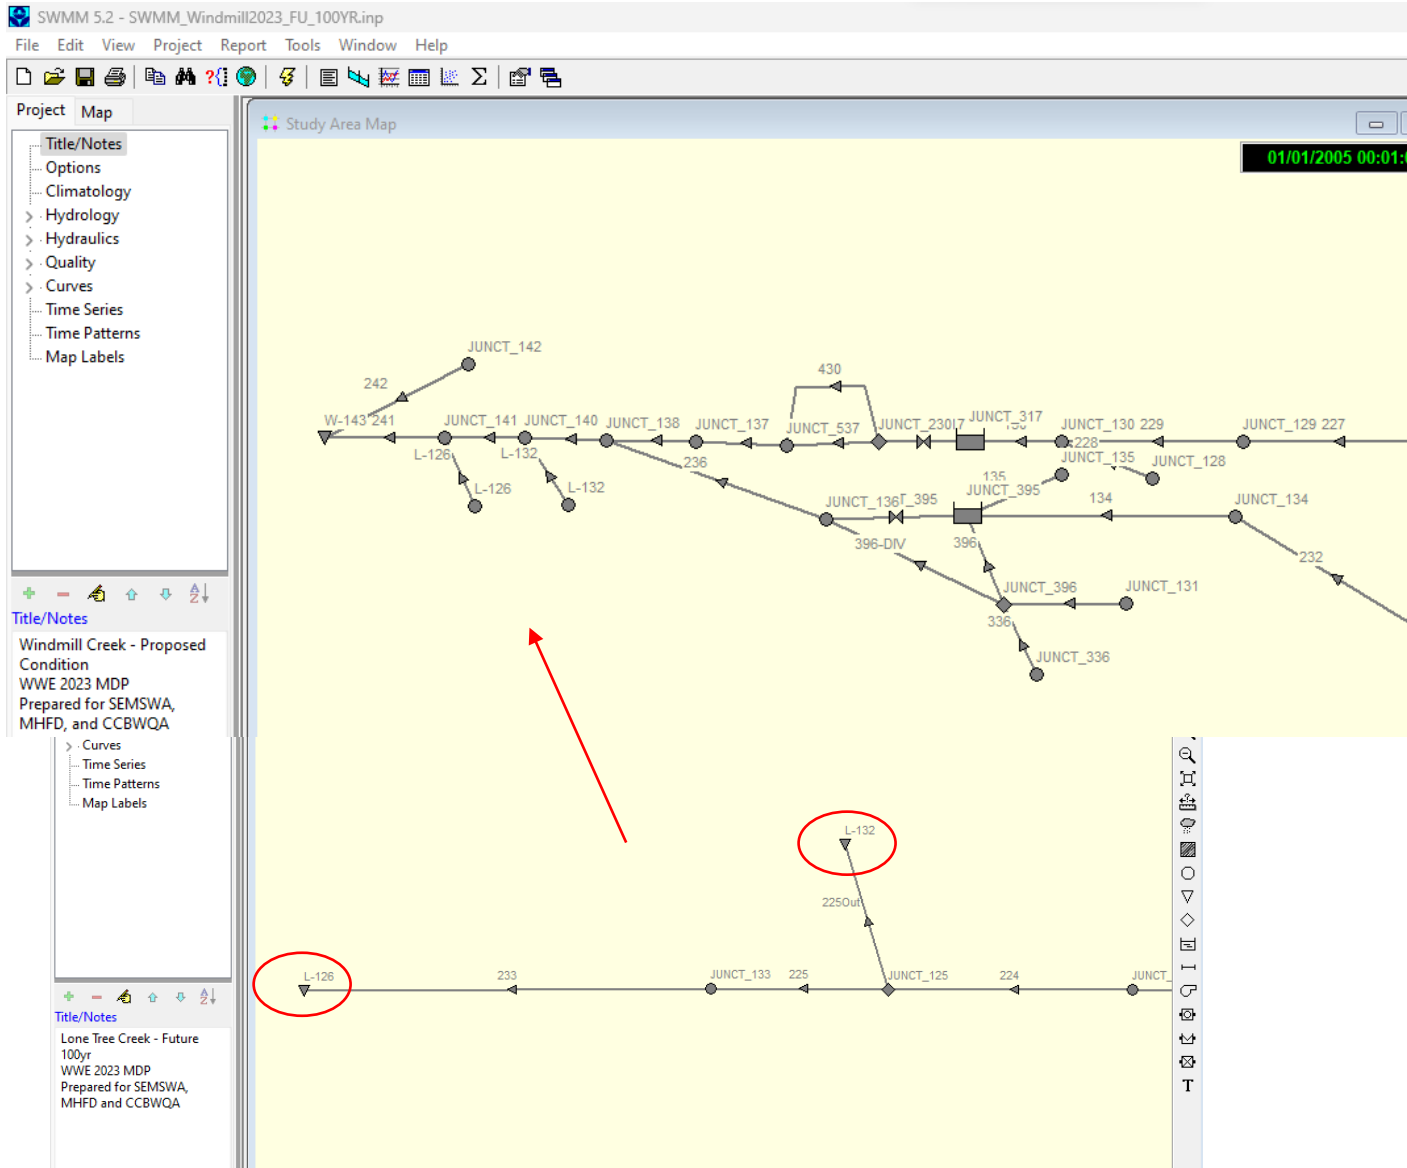 SWMM 5.2 - SWMM_Windmill2023_FU_100YR.inp
File Edit View Project Report Tools Window Help
Project Map
Study Area Map
01/01/2005 00:01:
Title/Notes
Options
Climatology
Hydrology
Hydraulics
Quality
Curves
Time Series
Time Patterns
Map Labels
JUNCT_142
242
430
W-143 241
JUNCT_141
JUNCT_140
JUNCT_138
JUNCT_137
JUNCT_537
JUNCT_230
JUNCT_317
JUNCT_130 229
JUNCT_129 227
228
L-126
L-132
236
JUNCT_135
JUNCT_128
135
L-126
L-132
JUNCT_136
_395
JUNCT_395
134
JUNCT_134
396-DIV
396
232
JUNCT_396
JUNCT_131
336
JUNCT_336
Title/Notes
Windmill Creek - Proposed
Condition
WWE 2023 MDP
Prepared for SEMSWA,
MHFD, and CCBWQA
Curves
Time Series
Time Patterns
Map Labels
L-132
225Out
L-126
233
JUNCT_133
225
JUNCT_125
224
JUNCT_
T
Title/Notes
Lone Tree Creek - Future
100yr
WWE 2023 MDP
Prepared for SEMSWA,
MHFD and CCBWQA